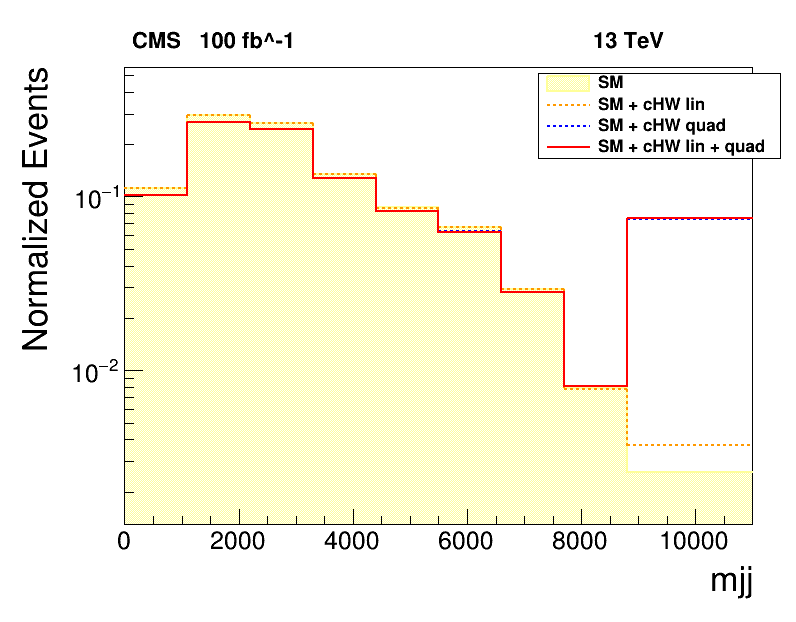 CMS 100 fb^-1 13 TeV
SM
SM + cHW lin
SM + cHW quad
SM + cHW lin + quad
Normalized Events
10−1
10−2
0 2000 4000 6000 8000 10000
mjj